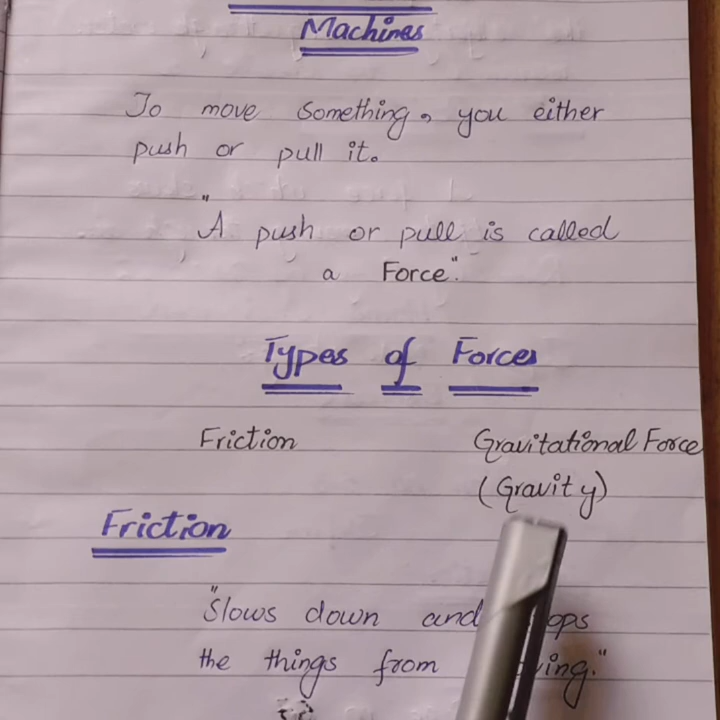 Machines
To move something, you either
push or pull it.
"A push or pull is called
a Force".
Types of Forces
Friction Gravitational Force
(Gravity)
Friction
"Slows down and
the things from